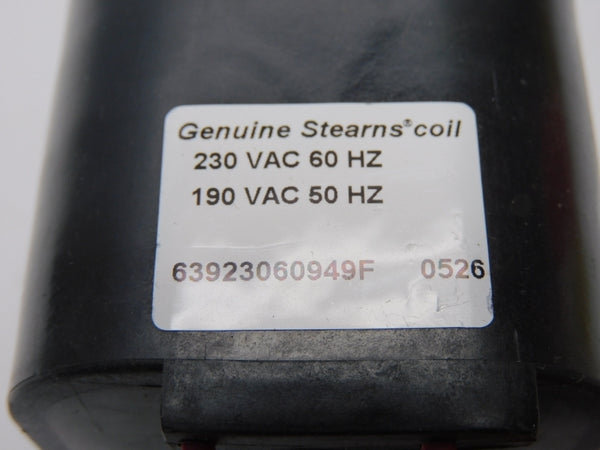 Genuine Stearns® coil
230 VAC 60 HZ
190 VAC 50 HZ
63923060949F 0526